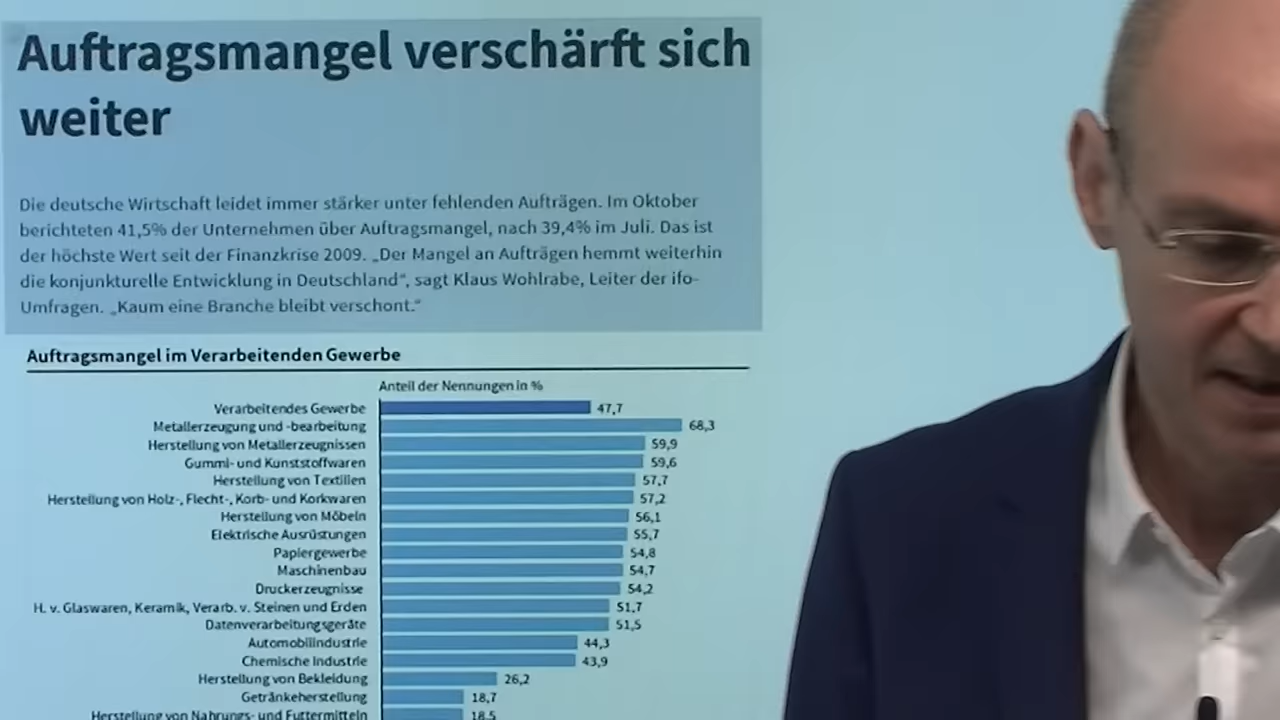 Auftragsmangel verschärft sich
weiter
Die deutsche Wirtschaft leidet immer stärker unter fehlenden Aufträgen. Im Oktober
berichteten 41,5% der Unternehmen über Auftragsmangel, nach 39,4% im Juli. Das ist
der höchste Wert seit der Finanzkrise 2009. „Der Mangel an Aufträgen hemmt weiterhin
die konjunkturelle Entwicklung in Deutschland“, sagt Klaus Wohlrabe, Leiter der ifo-
Umfragen. „Kaum eine Branche bleibt verschont.“
Auftragsmangel im Verarbeitenden Gewerbe
Anteil der Nennungen in %
Verarbeitendes Gewerbe 47,7
Metallerzeugung und -bearbeitung 68,3
Herstellung von Metallerzeugnissen 59,9
Gummi- und Kunststoffwaren 59,6
Herstellung von Textilien 57,7
Herstellung von Holz-, Flecht-, Korb- und Korkwaren 57,2
Herstellung von Möbeln 56,1
Elektrische Ausrüstungen 55,7
Papiergewerbe 54,8
Maschinenbau 54,7
Druckerzeugnisse 54,2
H. v. Glaswaren, Keramik, Verarb. v. Steinen und Erden 51,7
Datenverarbeitungsgeräte 51,5
Automobilindustrie 44,3
Chemische Industrie 43,9
Herstellung von Bekleidung 26,2
Getränkeherstellung 18,7
Herstellung von Nahrungs- und Futtermitteln 18,5